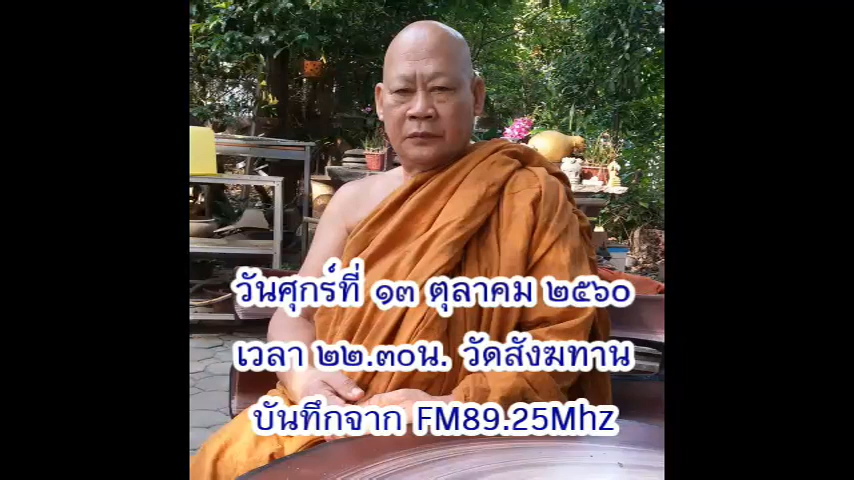 วันศุกร์ที่ ๑๓ ตุลาคม ๒๕๖๐
เวลา ๒๒.๓๐น. วัดสังฆทาน
บันทึกจาก FM89.25Mhz